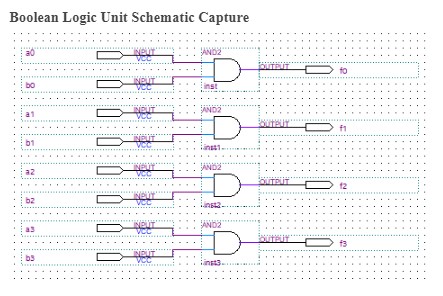 Boolean Logic Unit Schematic Capture
a0 INPUT VCC AND2
b0 INPUT VCC inst OUTPUT f0
a1 INPUT VCC AND2
b1 INPUT VCC inst1 OUTPUT f1
a2 INPUT VCC AND2
b2 INPUT VCC inst2 OUTPUT f2
a3 INPUT VCC AND2
b3 INPUT VCC inst3 OUTPUT f3